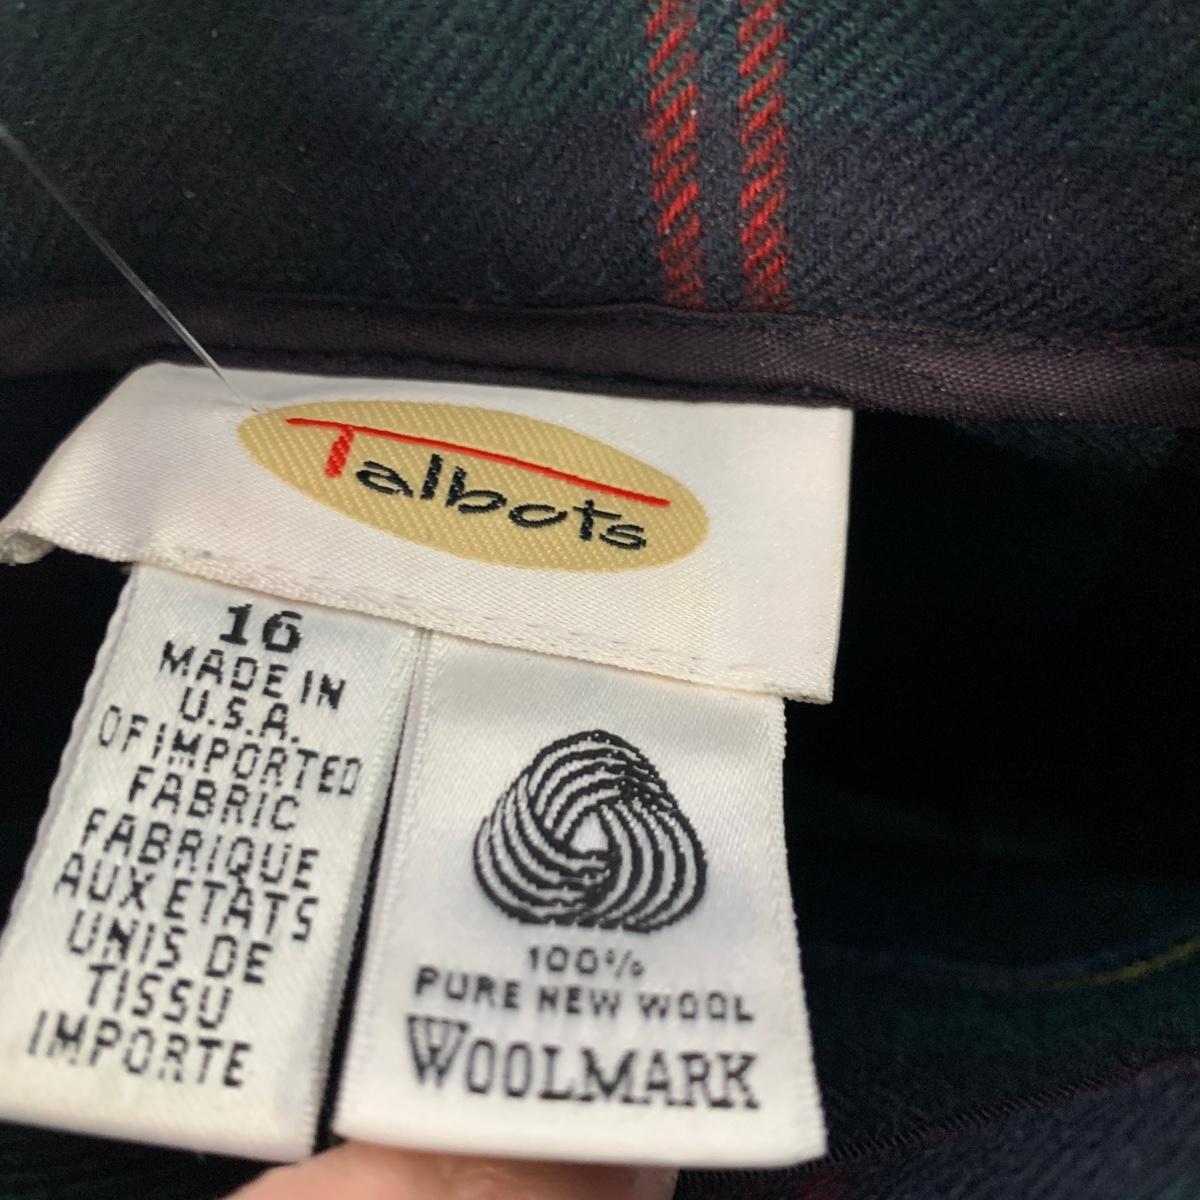 Talbots
16
MADE IN
U.S.A.
OF IMPORTED
FABRIC
FABRIQUE
AUX ETATS
UNIS DE
TISSU
IMPORTE
100%
PURE NEW WOOL
WOOLMARK